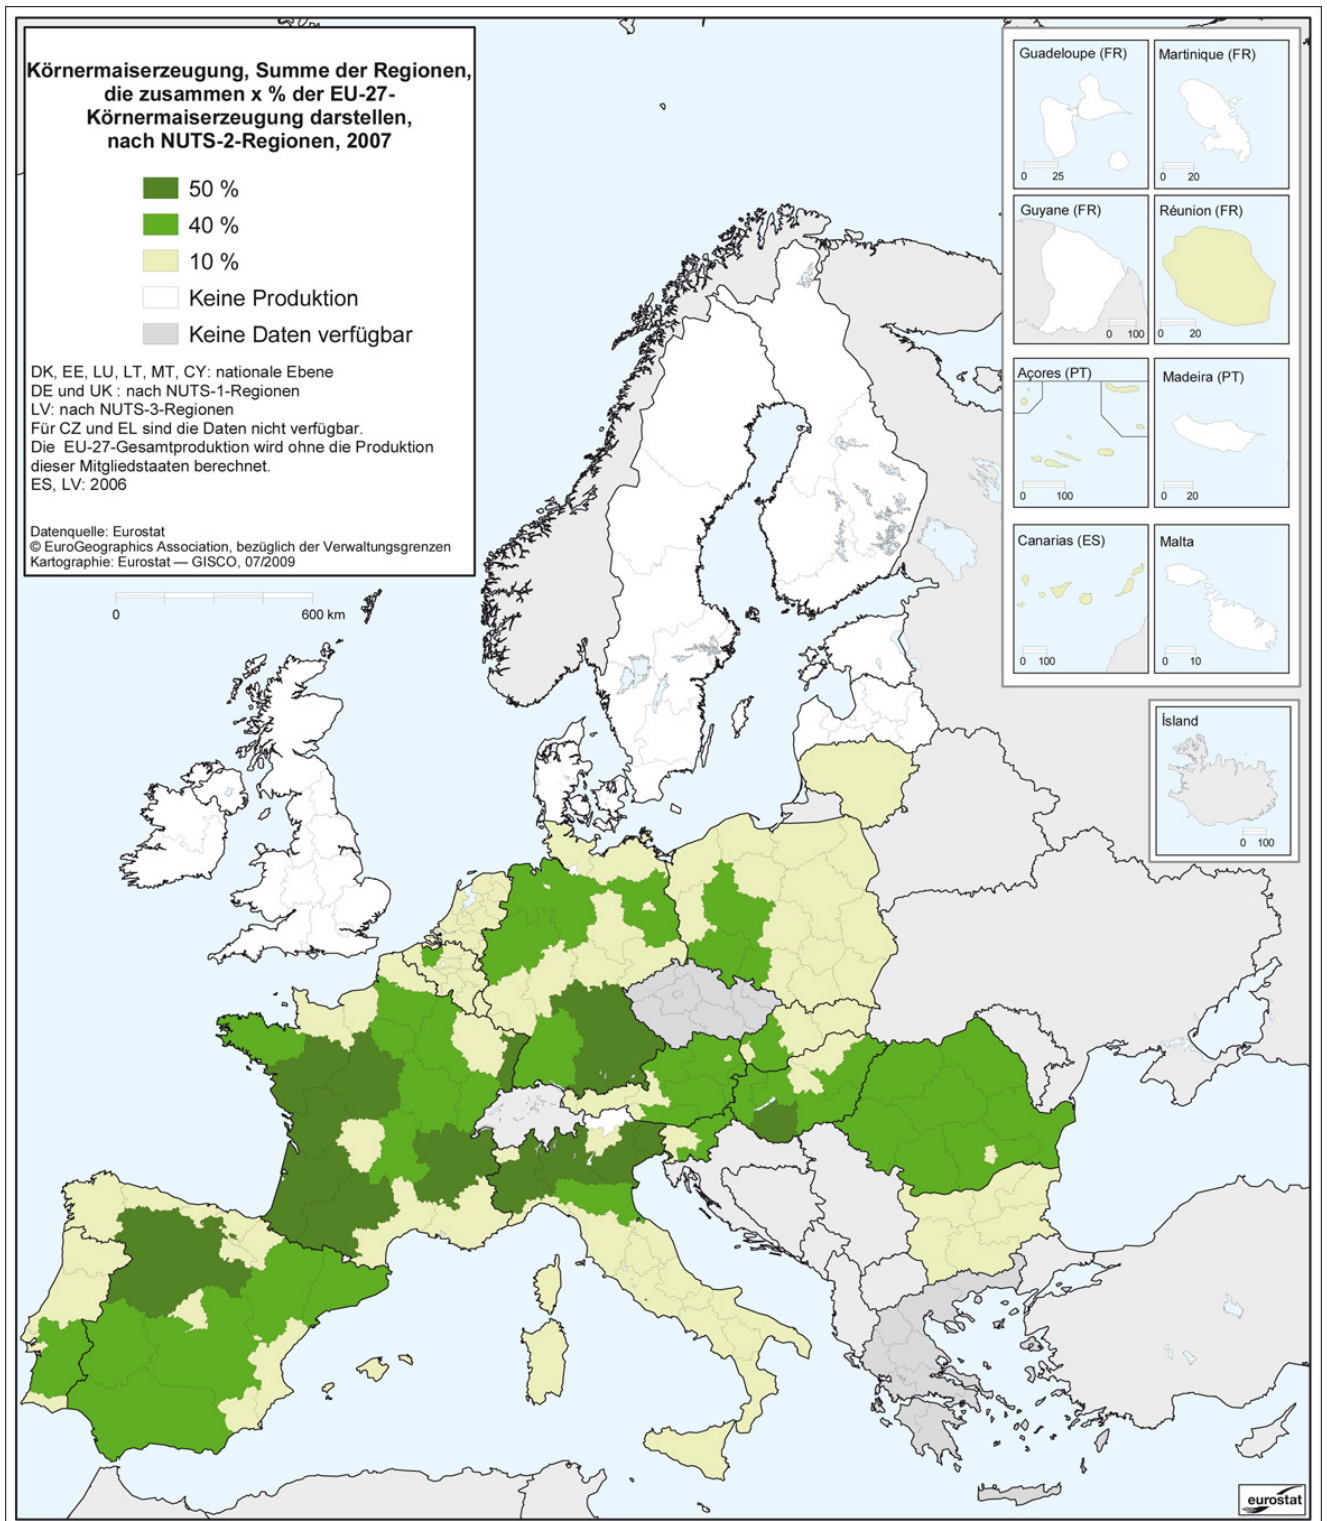 Körnermaiserzeugung, Summe der Regionen,
die zusammen x % der EU-27-
Körnermaiserzeugung darstellen,
nach NUTS-2-Regionen, 2007
50 %
40 %
10 %
Keine Produktion
Keine Daten verfügbar
DK, EE, LU, LT, MT, CY: nationale Ebene
DE und UK : nach NUTS-1-Regionen
LV: nach NUTS-3-Regionen
Für CZ und EL sind die Daten nicht verfügbar.
Die EU-27-Gesamtproduktion wird ohne die Produktion
dieser Mitgliedstaaten berechnet.
ES, LV: 2006
Datenquelle: Eurostat
© EuroGeographics Association, bezüglich der Verwaltungsgrenzen
Kartographie: Eurostat — GISCO, 07/2009
0 600 km
Guadeloupe (FR)
0 25
Martinique (FR)
0 20
Guyane (FR)
0 100
Réunion (FR)
0 20
Açores (PT)
0 100
Madeira (PT)
0 20
Canarias (ES)
0 100
Malta
0 10
Ísland
0 100
eurostat